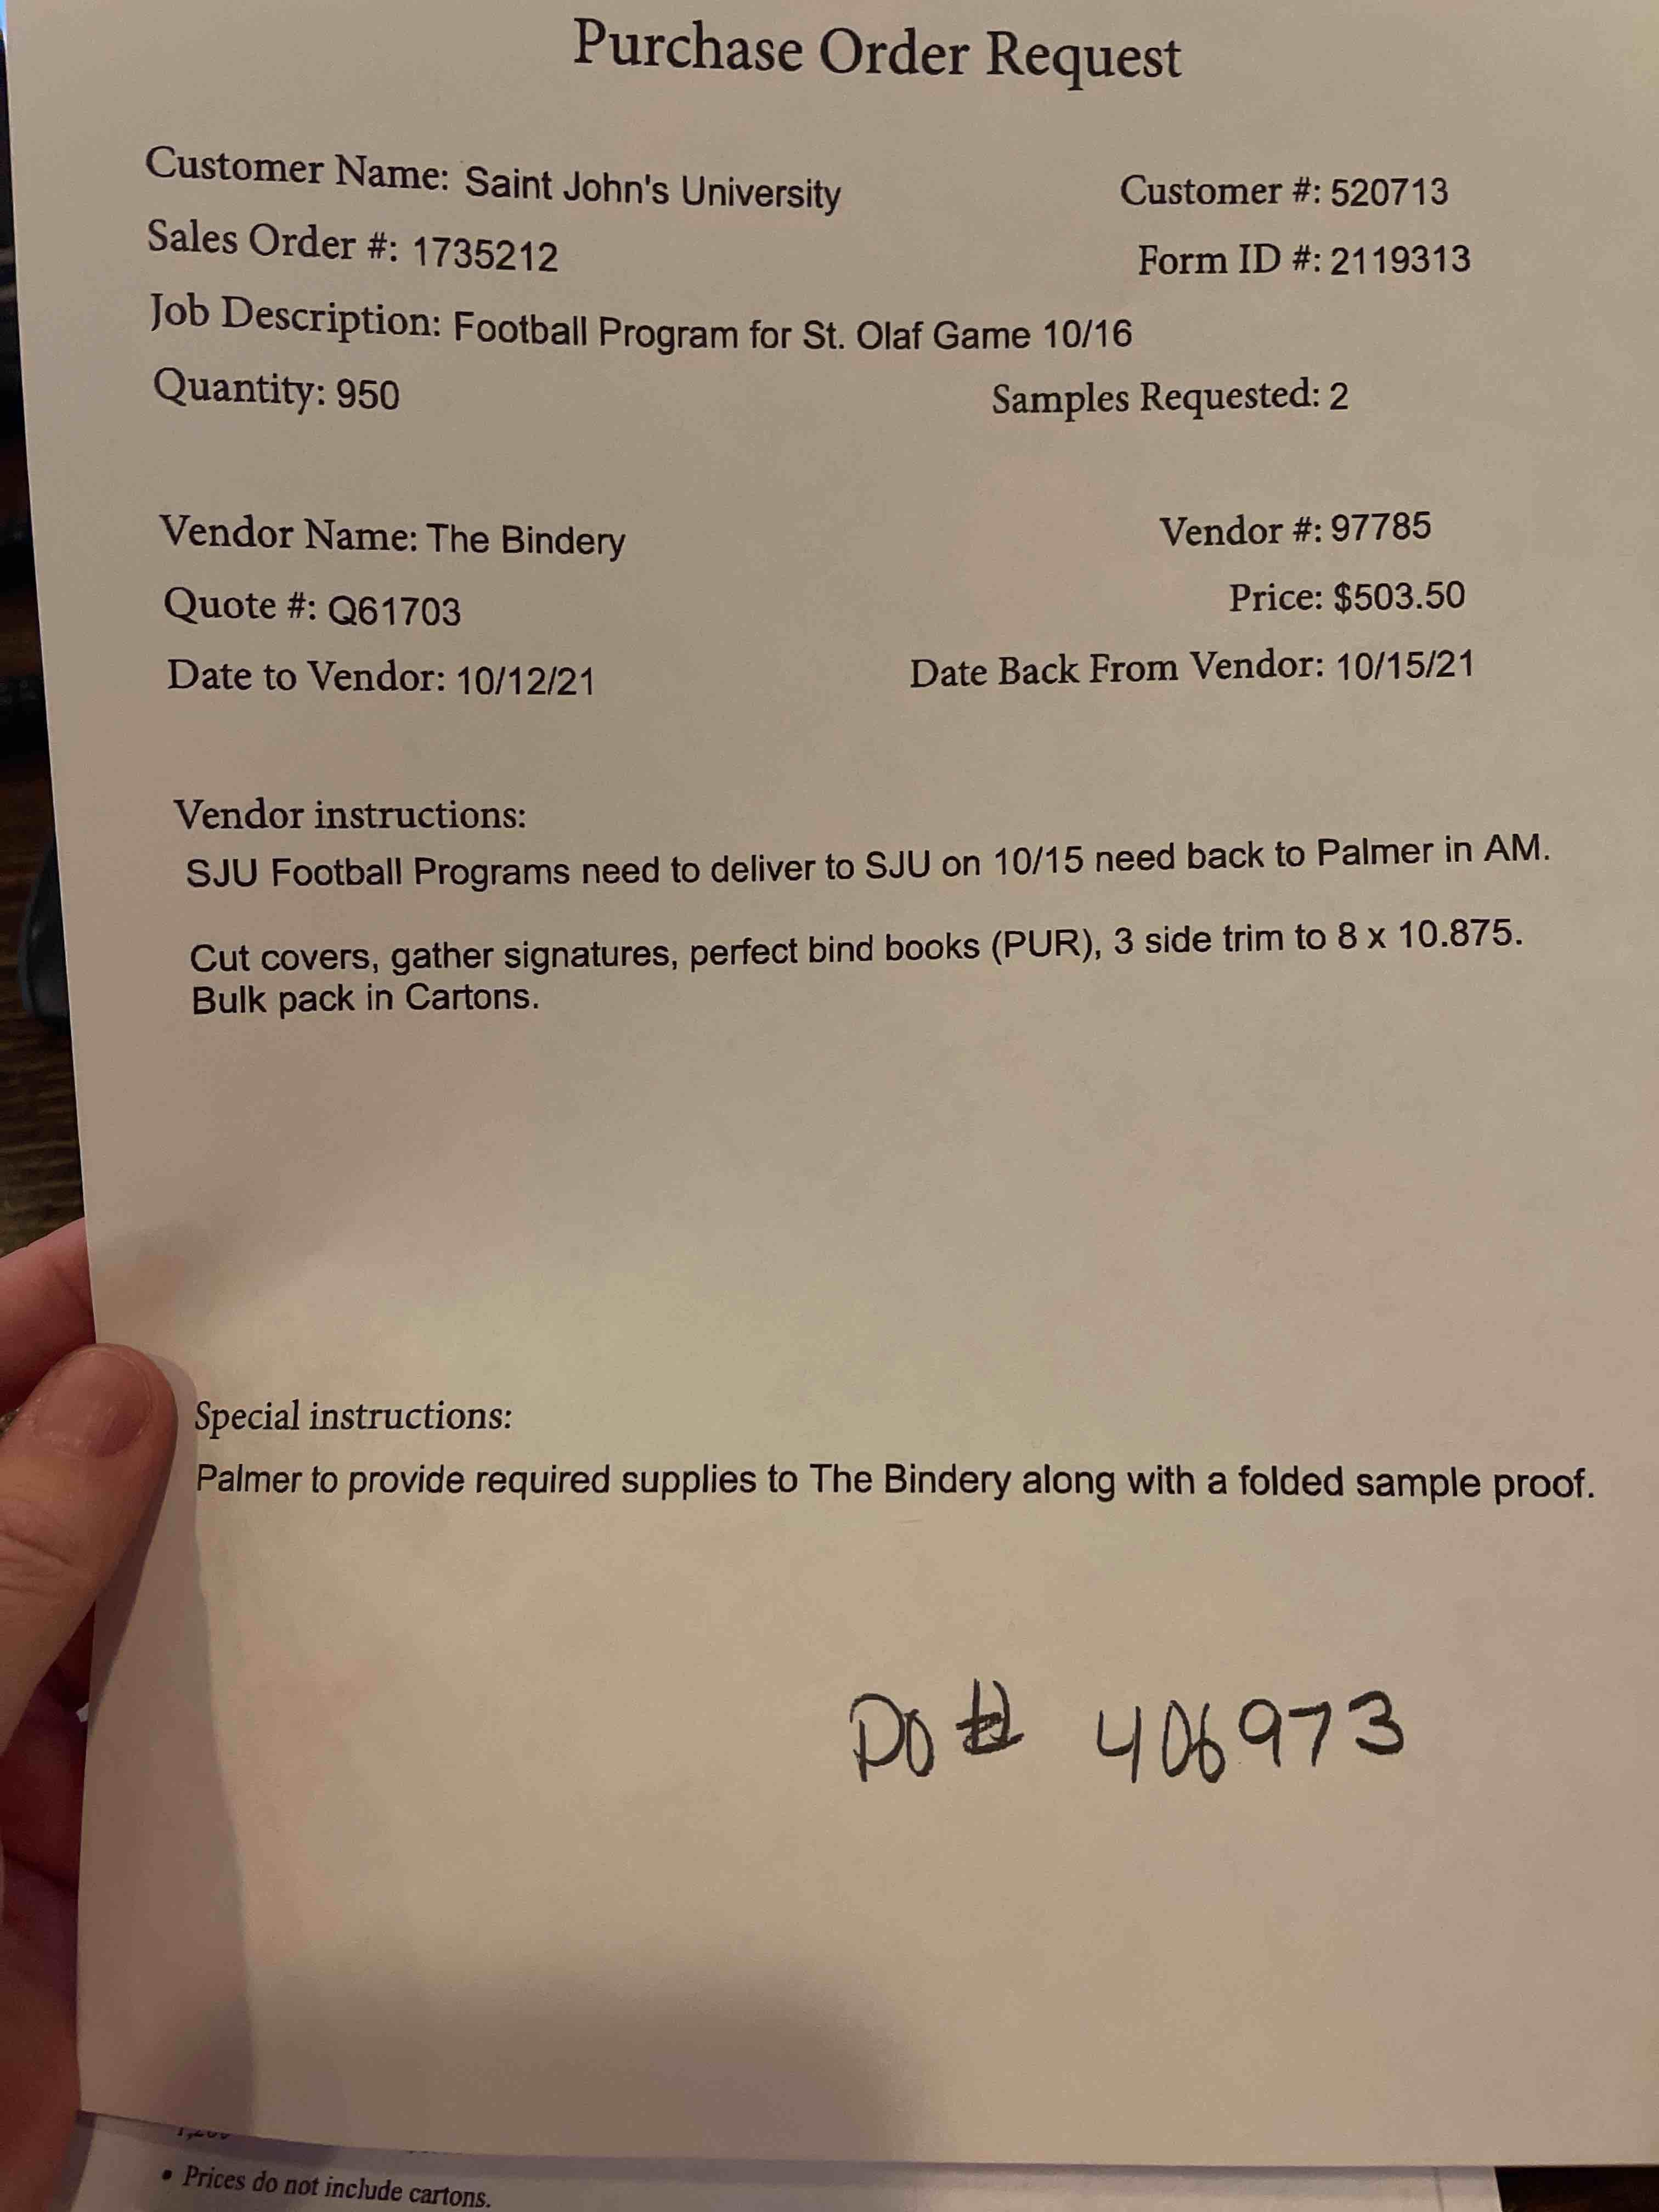 Purchase Order Request
Customer Name: Saint John's University Customer #: 520713
Sales Order #: 1735212 Form ID #: 2119313
Job Description: Football Program for St. Olaf Game 10/16
Quantity: 950 Samples Requested: 2
Vendor Name: The Bindery Vendor #: 97785
Quote #: Q61703 Price: $503.50
Date to Vendor: 10/12/21 Date Back From Vendor: 10/15/21
Vendor instructions:
SJU Football Programs need to deliver to SJU on 10/15 need back to Palmer in AM.
Cut covers, gather signatures, perfect bind books (PUR), 3 side trim to 8 x 10.875.
Bulk pack in Cartons.
Special instructions:
Palmer to provide required supplies to The Bindery along with a folded sample proof.
PO # 406973
• Prices do not include cartons.